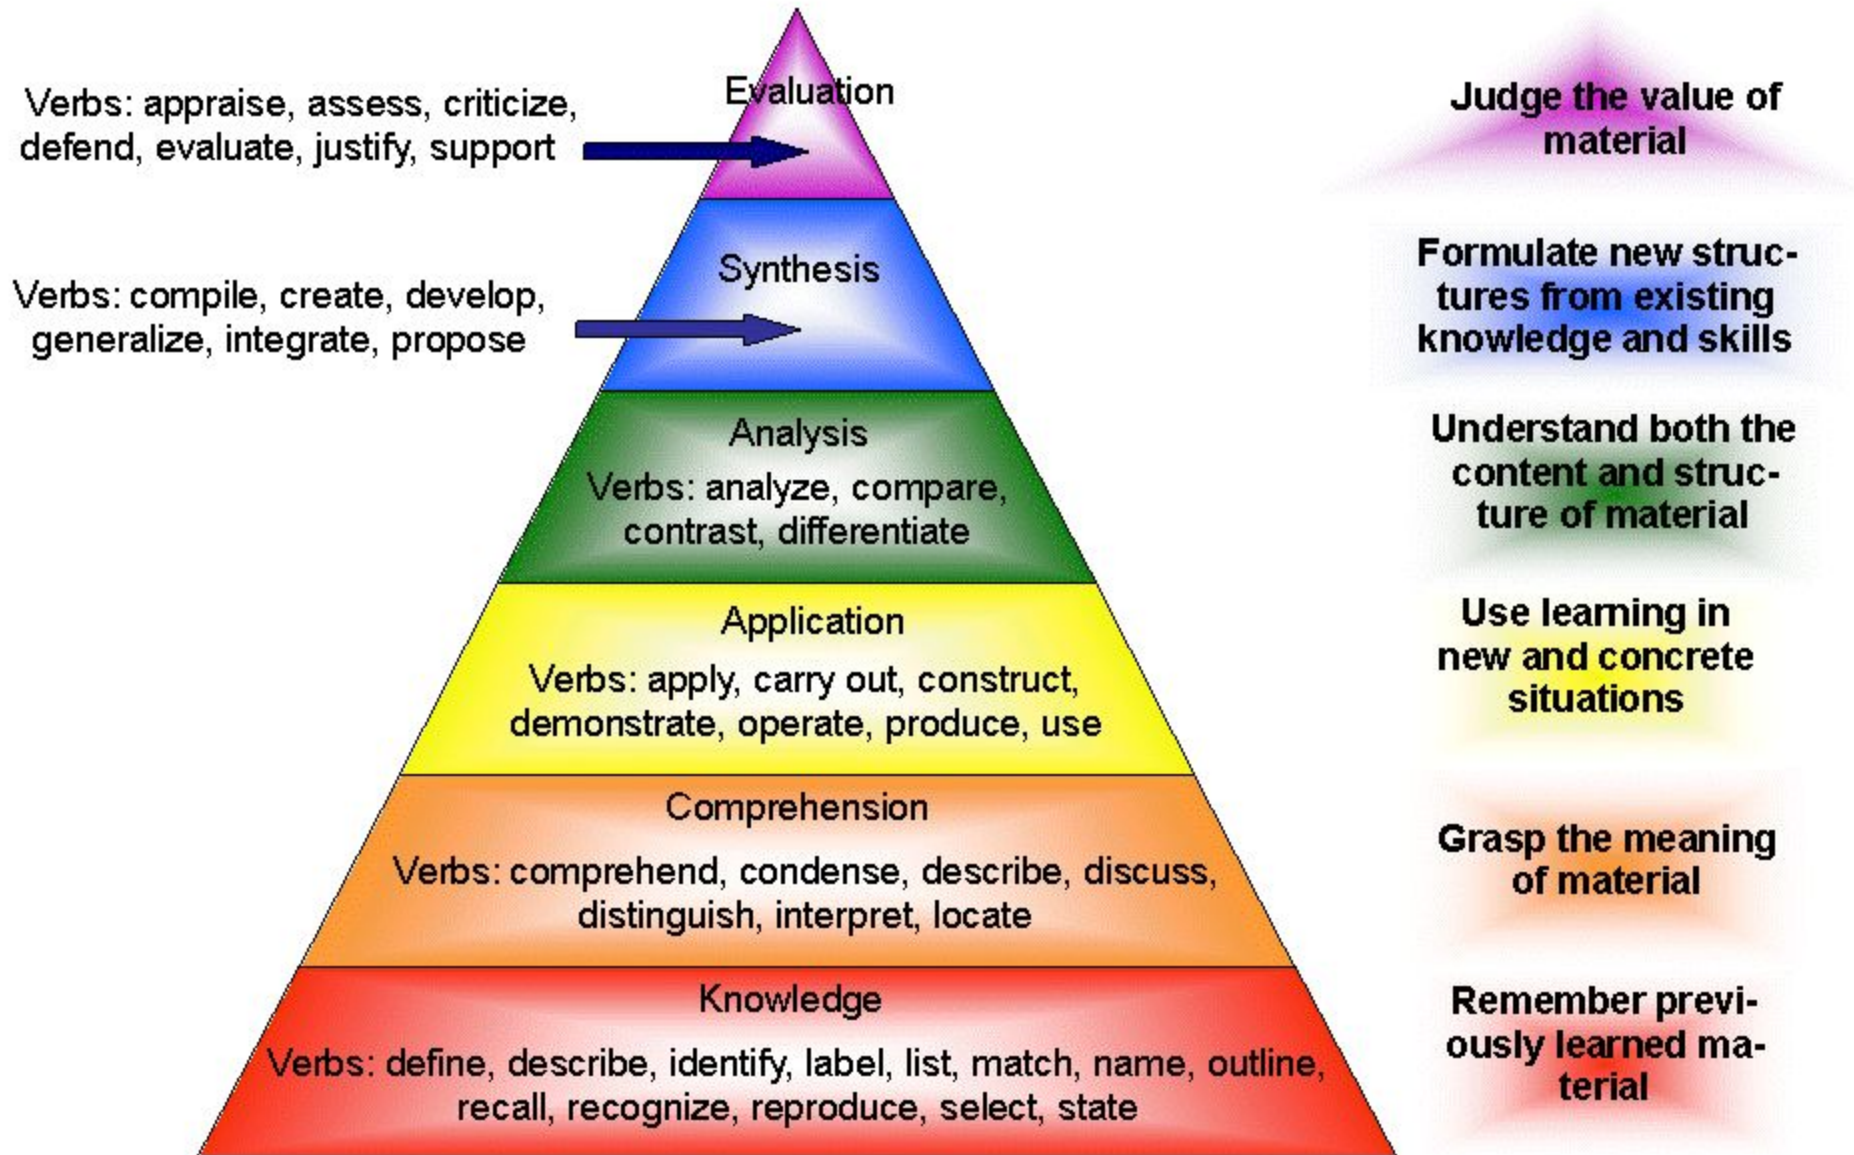 Evaluation
Verbs: appraise, assess, criticize,
defend, evaluate, justify, support
Judge the value of
material
Synthesis
Verbs: compile, create, develop,
generalize, integrate, propose
Formulate new struc-
tures from existing
knowledge and skills
Analysis
Verbs: analyze, compare,
contrast, differentiate
Understand both the
content and struc-
ture of material
Application
Verbs: apply, carry out, construct,
demonstrate, operate, produce, use
Use learning in
new and concrete
situations
Comprehension
Verbs: comprehend, condense, describe, discuss,
distinguish, interpret, locate
Grasp the meaning
of material
Knowledge
Verbs: define, describe, identify, label, list, match, name, outline,
recall, recognize, reproduce, select, state
Remember previ-
ously learned ma-
terial